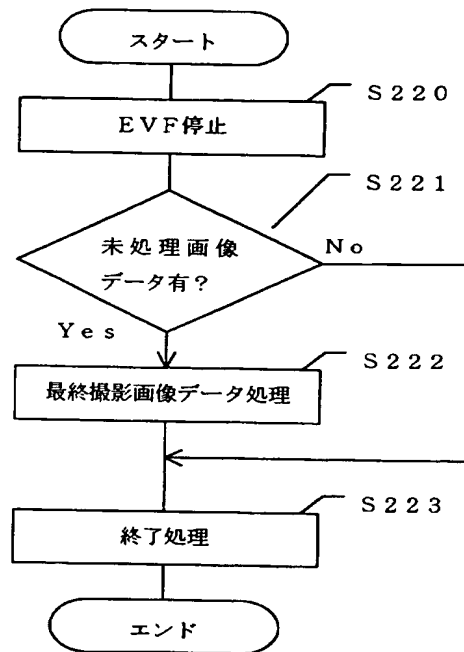 スタート
S220
EVF停止
S221
未処理画像
データ有？
No
Yes
S222
最終撮影画像データ処理
S223
終了処理
エンド